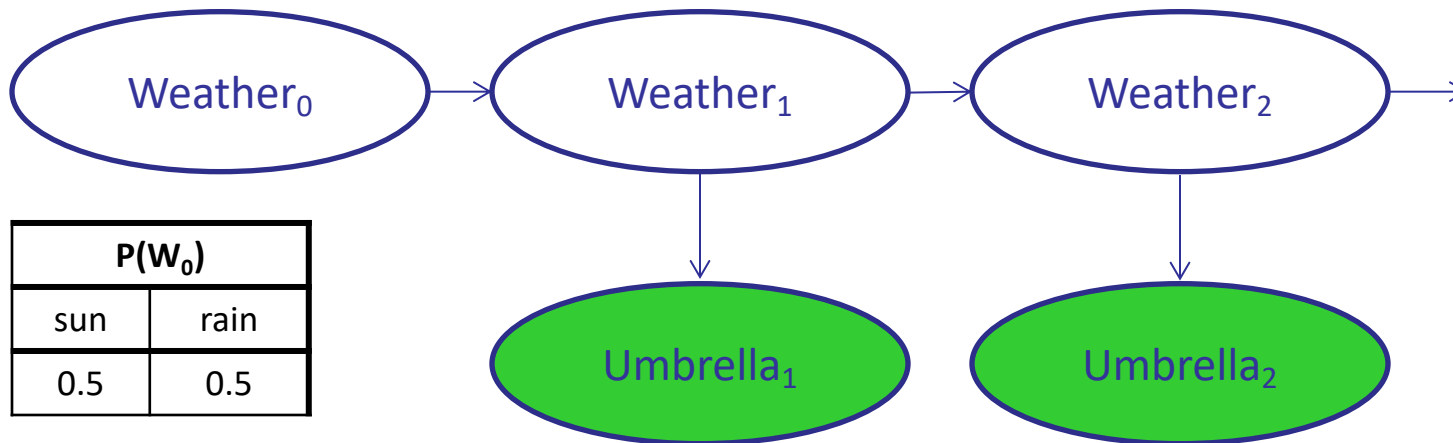 Weather₀ Weather₁ Weather₂
P(W₀)
sun rain
0.5 0.5
Umbrella₁ Umbrella₂